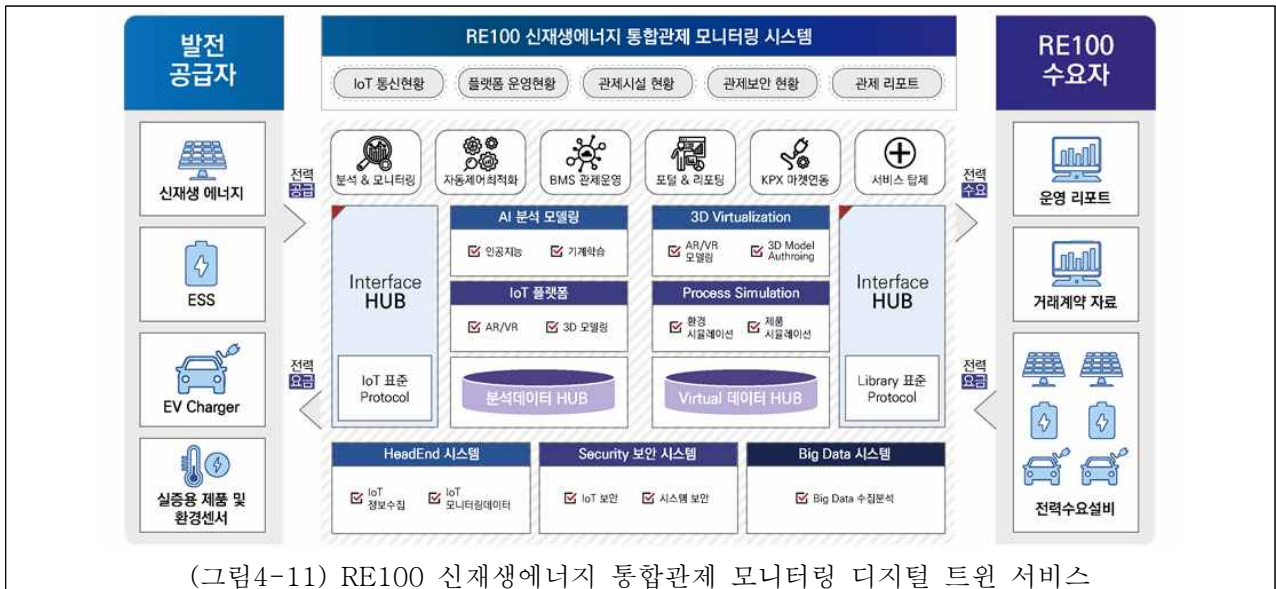 발전
공급자
신재생 에너지
ESS
EV Charger
실증용 제품 및
환경센서
RE100 신재생에너지 통합관제 모니터링 시스템
IoT 통신현황
플랫폼 운영현황
관제시설 현황
관제보안 현황
관제 리포트
전력
공급
전력
요금
분석 & 모니터링
자동제어최적화
BMS 관제운영
포털 & 리포팅
KPX 마켓연동
서비스 탑제
Interface
HUB
IoT 표준
Protocol
AI 분석 모델링
인공지능
기계학습
IoT 플랫폼
AR/VR
3D 모델링
분석데이터 HUB
3D Virtualization
AR/VR
모델링
3D Model
Authroing
Process Simulation
환경
시뮬레이션
제품
시뮬레이션
Virtual 데이터 HUB
Interface
HUB
Library 표준
Protocol
HeadEnd 시스템
IoT
정보수집
IoT
모니터링데이터
Security 보안 시스템
IoT 보안
시스템 보안
Big Data 시스템
Big Data 수집분석
전력
수요
전력
요금
RE100
수요자
운영 리포트
거래계약 자료
전력수요설비
(그림4-11) RE100 신재생에너지 통합관제 모니터링 디지털 트윈 서비스